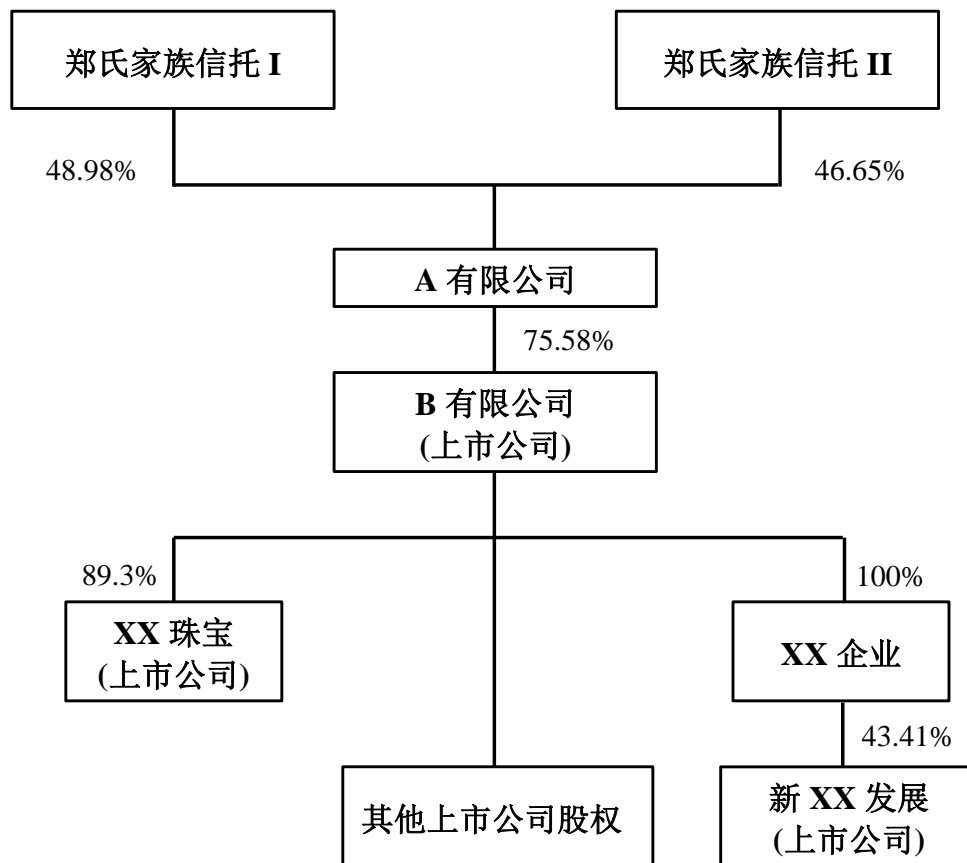 郑氏家族信托 I
郑氏家族信托 II
48.98%
46.65%
A 有限公司
75.58%
B 有限公司
(上市公司)
89.3%
100%
XX 珠宝
(上市公司)
XX 企业
43.41%
其他上市公司股权
新 XX 发展
(上市公司)